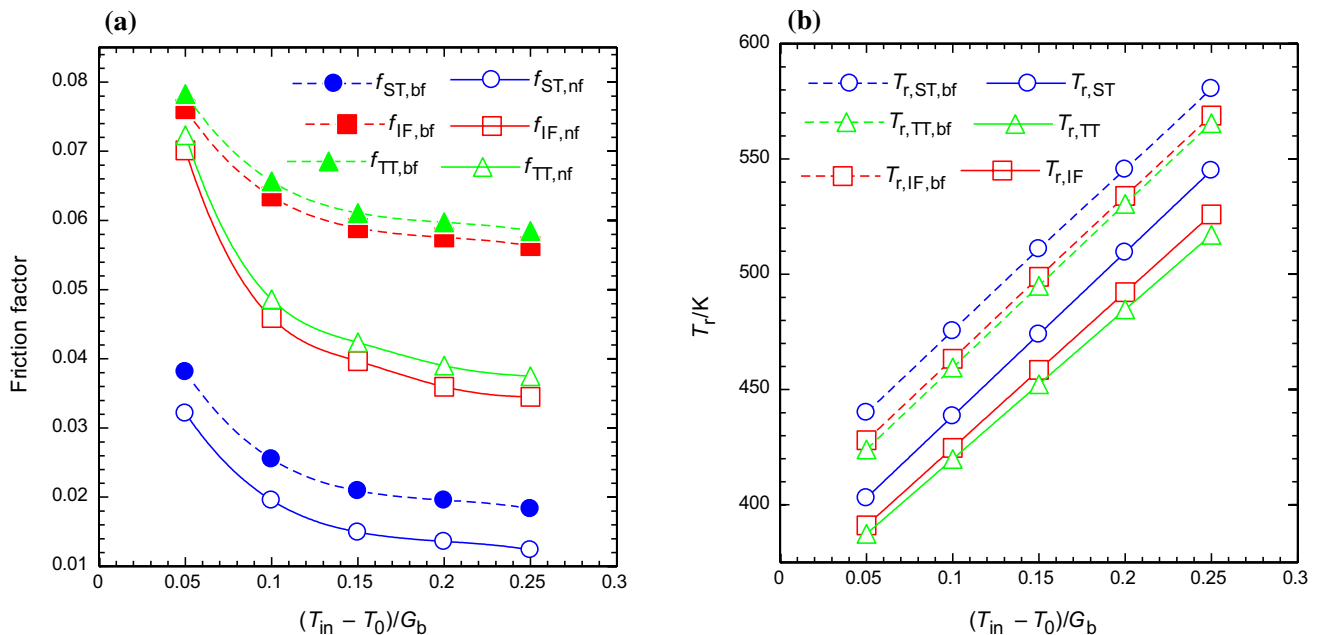 (a)
Friction factor
0.08
0.07
0.06
0.05
0.04
0.03
0.02
0.01
0
0.05
0.1
0.15
0.2
0.25
0.3
(T_in − T_0)/G_b
f_ST,bf
f_ST,nf
f_IF,bf
f_IF,nf
f_TT,bf
f_TT,nf
(b)
T_r/K
600
550
500
450
400
0
0.05
0.1
0.15
0.2
0.25
0.3
(T_in − T_0)/G_b
T_r,ST,bf
T_r,ST
T_r,TT,bf
T_r,TT
T_r,IF,bf
T_r,IF